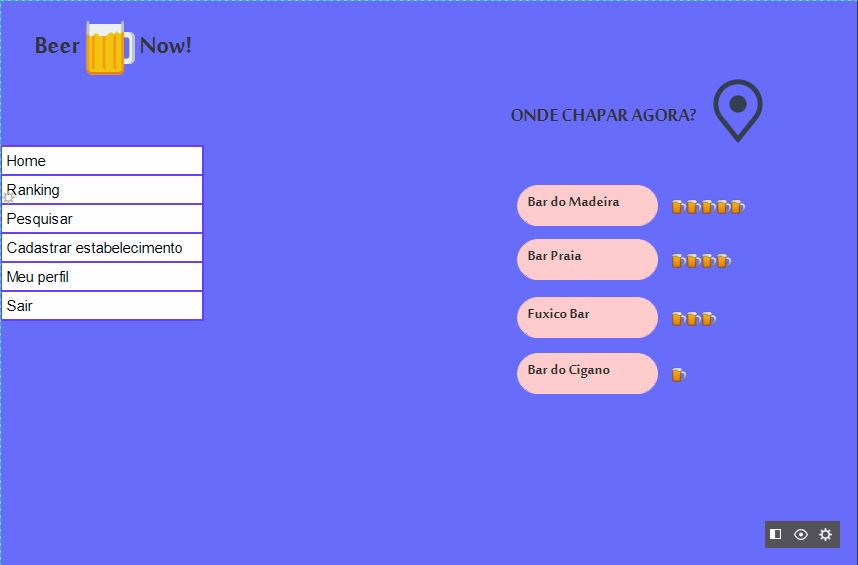 Beer Now!
ONDE CHAPAR AGORA?
Home
Ranking
Pesquisar
Cadastrar estabelecimento
Meu perfil
Sair
Bar do Madeira
Bar Praia
Fuxico Bar
Bar do Cigano